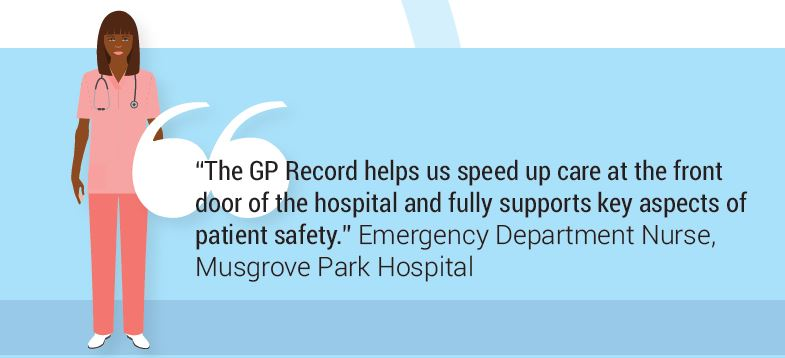 “The GP Record helps us speed up care at the front
door of the hospital and fully supports key aspects of
patient safety.” Emergency Department Nurse,
Musgrove Park Hospital